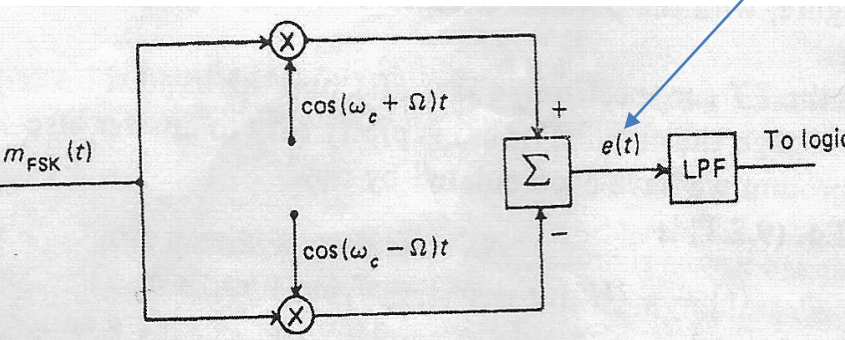 cos(ω_c + Ω)t
+
m_FSK(t)
Σ
e(t)
LPF
To logic
cos(ω_c − Ω)t
−
X
X